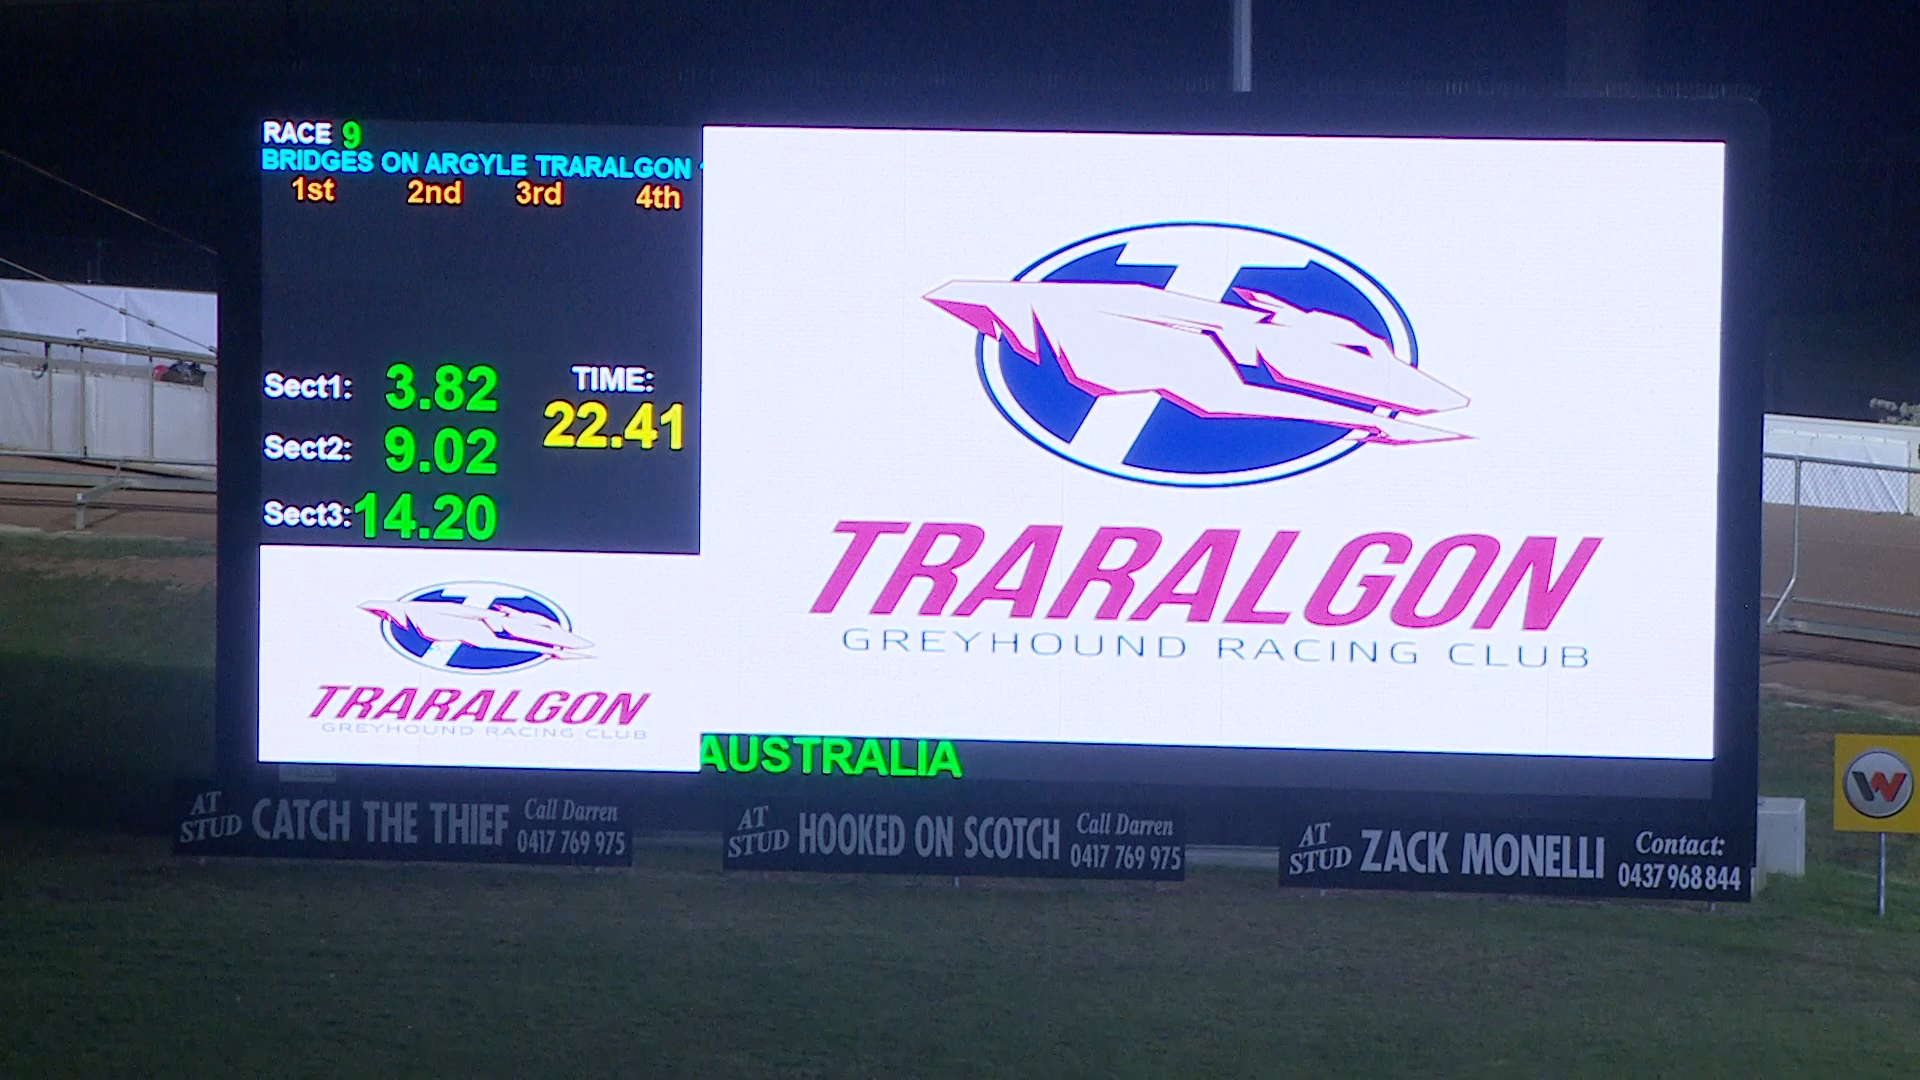 RACE 9
BRIDGES ON ARGYLE TRARALGON
1st 2nd 3rd 4th
Sect1: 3.82
TIME:
22.41
Sect2: 9.02
Sect3: 14.20
TRARALGON
GREYHOUND RACING CLUB
TRARALGON
GREYHOUND RACING CLUB
AUSTRALIA
AT STUD CATCH THE THIEF Call Darren 0417 769 975
AT STUD HOOKED ON SCOTCH Call Darren 0417 769 975
AT STUD ZACK MONELLI Contact: 0437 968 844
W